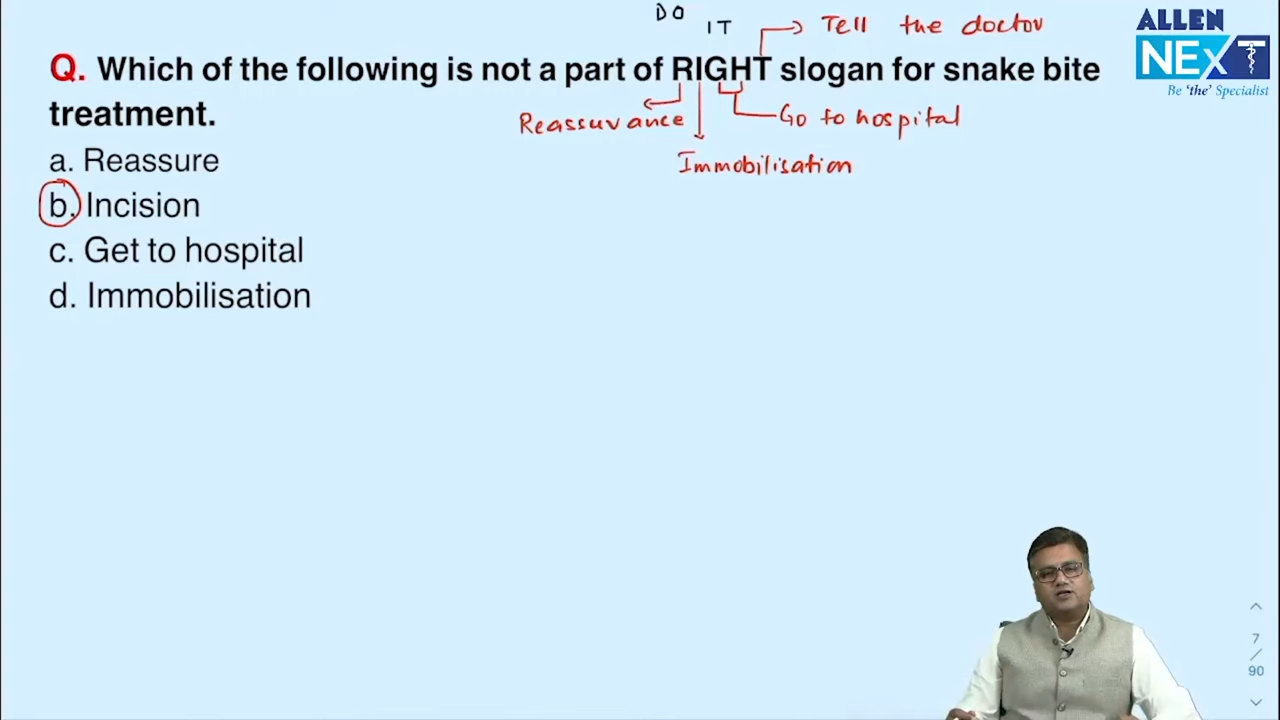 DO
IT
Tell the doctor
ALLEN
NEXT
Be 'the' Specialist
Q. Which of the following is not a part of RIGHT slogan for snake bite
treatment.
Reassurance
Go to hospital
Immobilisation
a. Reassure
b. Incision
c. Get to hospital
d. Immobilisation
7
/
90